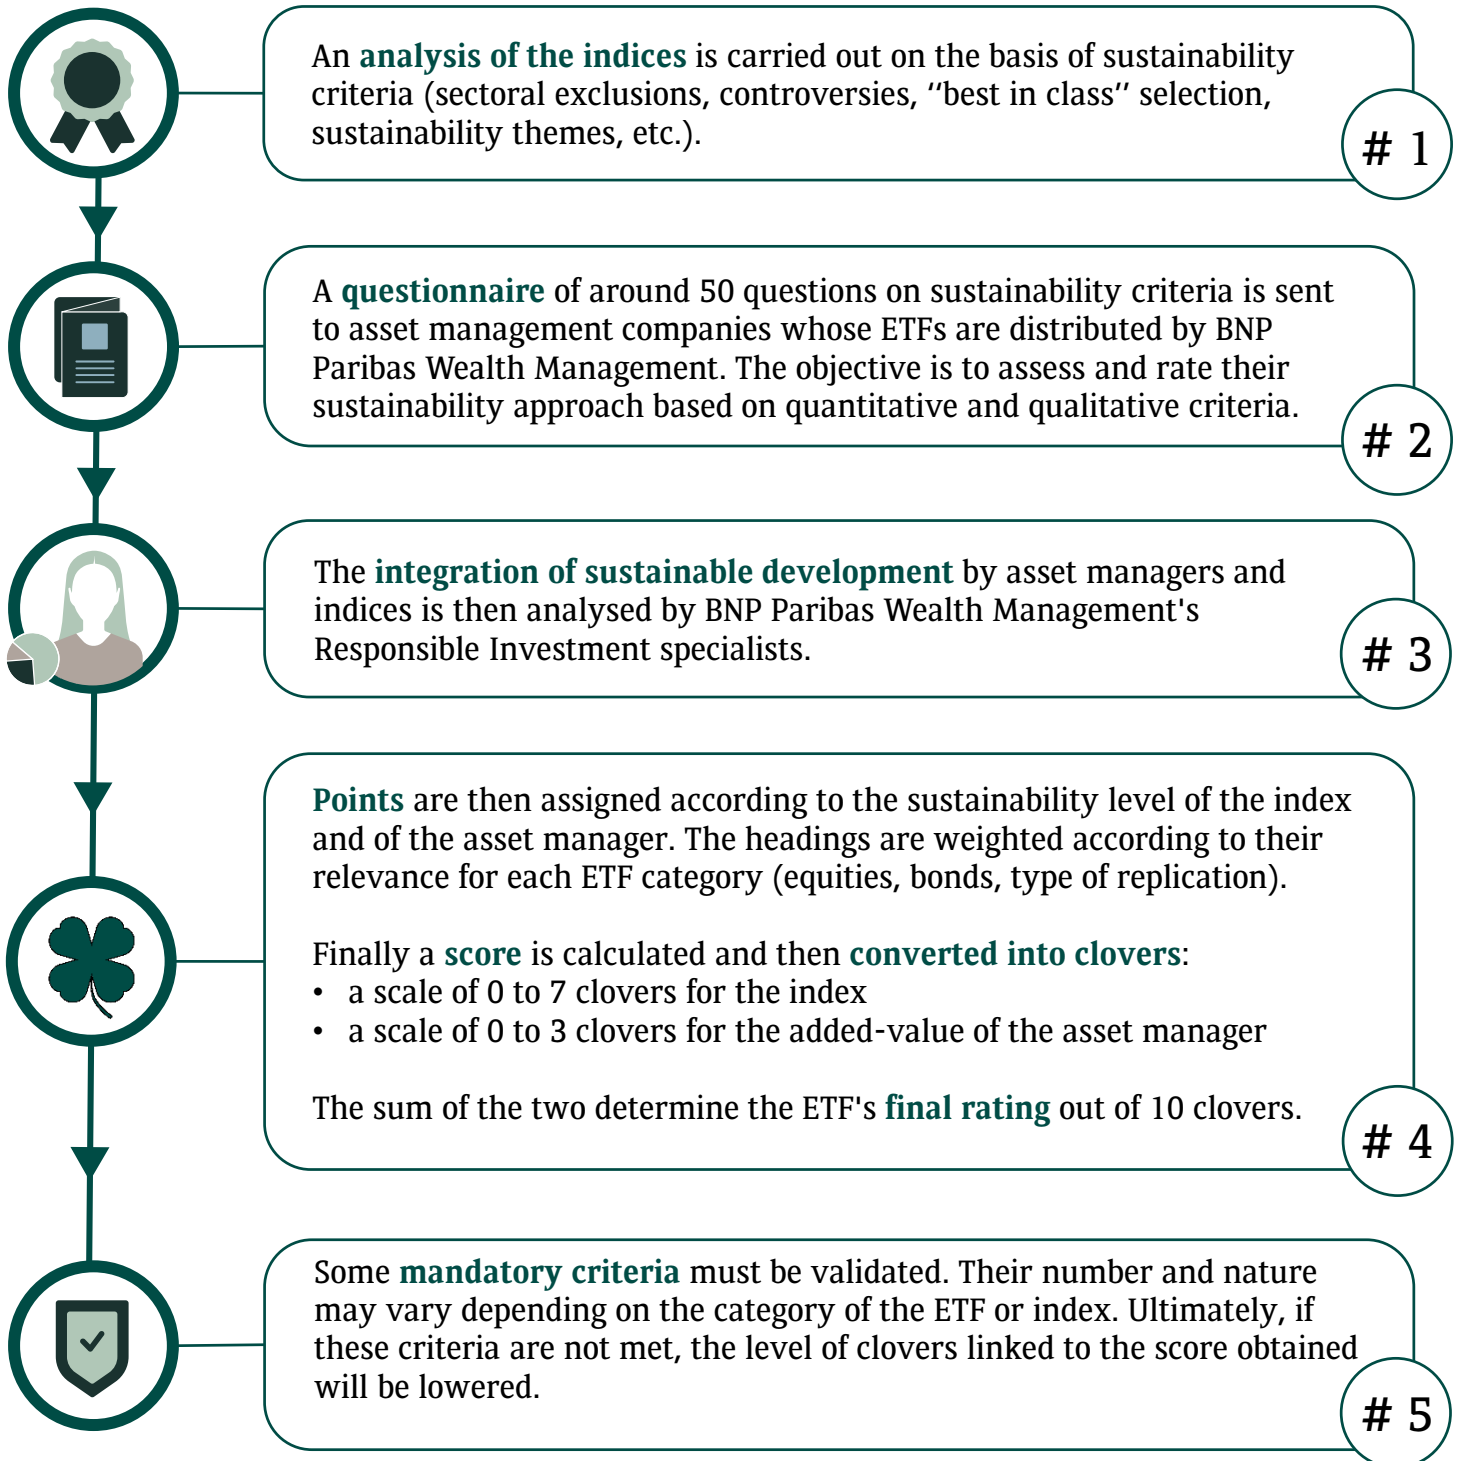 An analysis of the indices is carried out on the basis of sustainability
criteria (sectoral exclusions, controversies, ''best in class'' selection,
sustainability themes, etc.).
# 1
A questionnaire of around 50 questions on sustainability criteria is sent
to asset management companies whose ETFs are distributed by BNP
Paribas Wealth Management. The objective is to assess and rate their
sustainability approach based on quantitative and qualitative criteria.
# 2
The integration of sustainable development by asset managers and
indices is then analysed by BNP Paribas Wealth Management's
Responsible Investment specialists.
# 3
Points are then assigned according to the sustainability level of the index
and of the asset manager. The headings are weighted according to their
relevance for each ETF category (equities, bonds, type of replication).
Finally a score is calculated and then converted into clovers:
• a scale of 0 to 7 clovers for the index
• a scale of 0 to 3 clovers for the added-value of the asset manager
The sum of the two determine the ETF's final rating out of 10 clovers.
# 4
Some mandatory criteria must be validated. Their number and nature
may vary depending on the category of the ETF or index. Ultimately, if
these criteria are not met, the level of clovers linked to the score obtained
will be lowered.
# 5